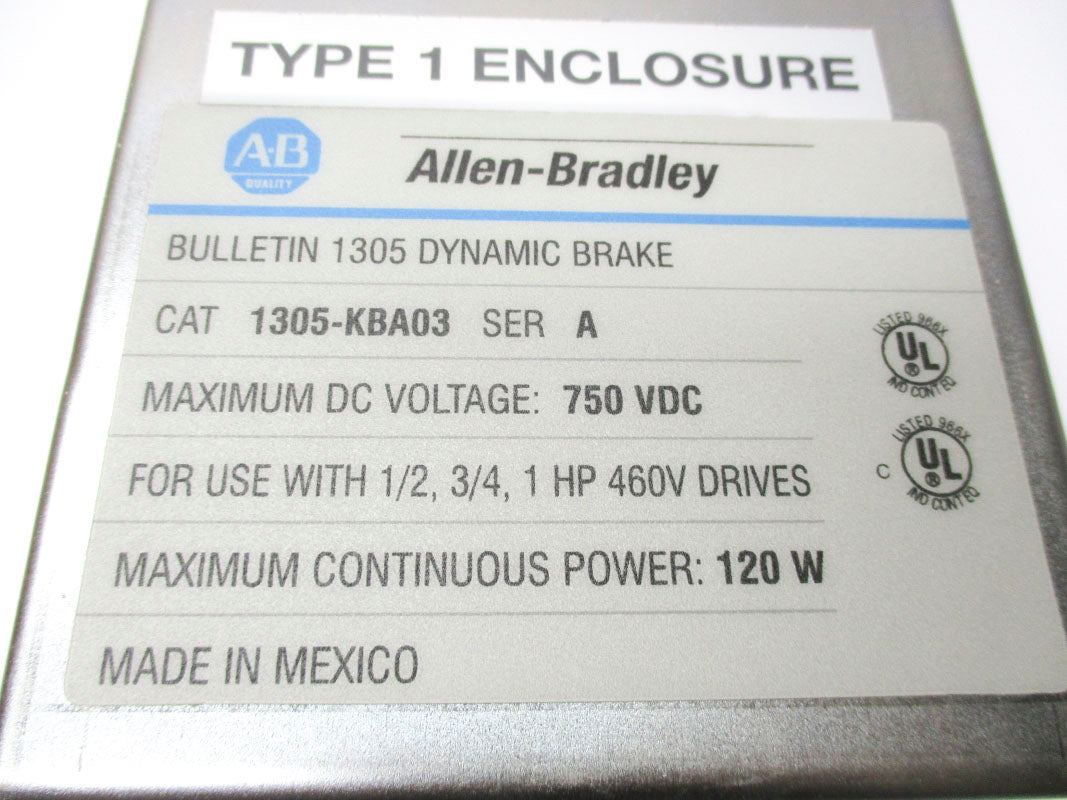 TYPE 1 ENCLOSURE
A-B
QUALITY
Allen-Bradley
BULLETIN 1305 DYNAMIC BRAKE
CAT 1305-KBA03 SER A
MAXIMUM DC VOLTAGE: 750 VDC
FOR USE WITH 1/2, 3/4, 1 HP 460V DRIVES
MAXIMUM CONTINUOUS POWER: 120 W
MADE IN MEXICO
LISTED 966X
UL®
IND CONT EQ
LISTED 966X
C UL®
IND CONT EQ